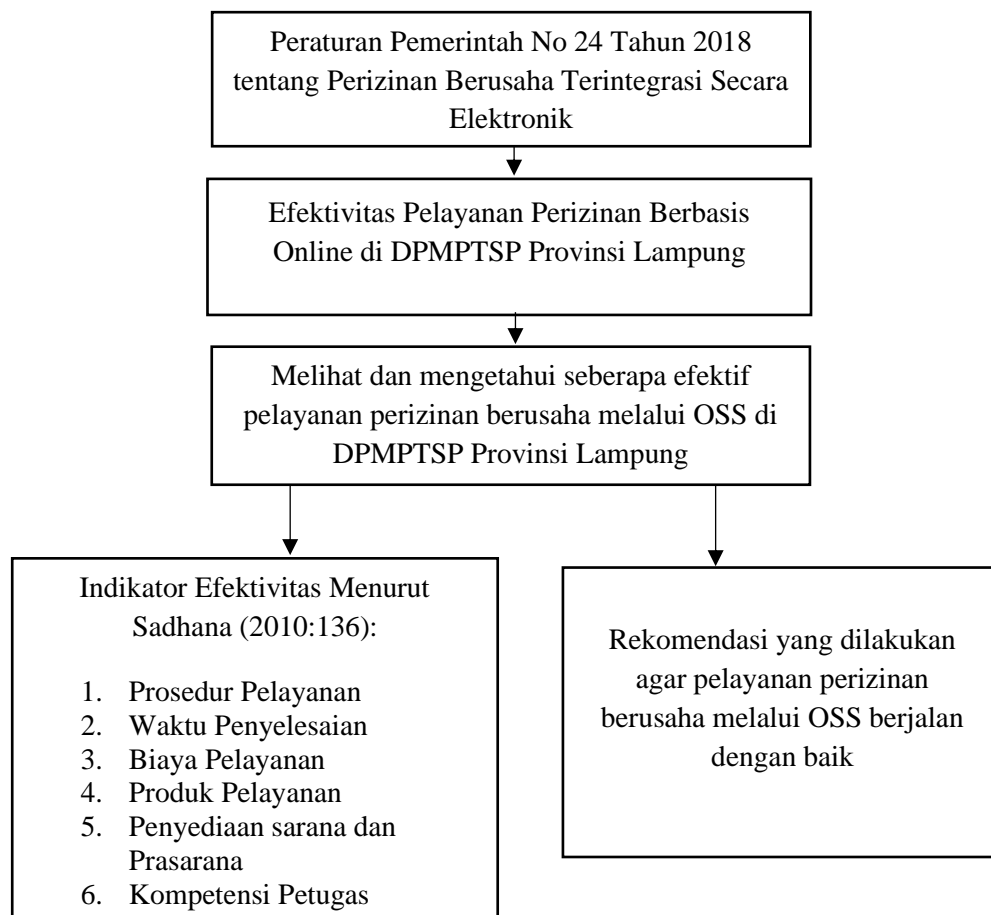 Peraturan Pemerintah No 24 Tahun 2018
tentang Perizinan Berusaha Terintegrasi Secara
Elektronik
Efektivitas Pelayanan Perizinan Berbasis
Online di DPMPTSP Provinsi Lampung
Melihat dan mengetahui seberapa efektif
pelayanan perizinan berusaha melalui OSS di
DPMPTSP Provinsi Lampung
Indikator Efektivitas Menurut
Sadhana (2010:136):
1. Prosedur Pelayanan
2. Waktu Penyelesaian
3. Biaya Pelayanan
4. Produk Pelayanan
5. Penyediaan sarana dan
Prasarana
6. Kompetensi Petugas
Rekomendasi yang dilakukan
agar pelayanan perizinan
berusaha melalui OSS berjalan
dengan baik